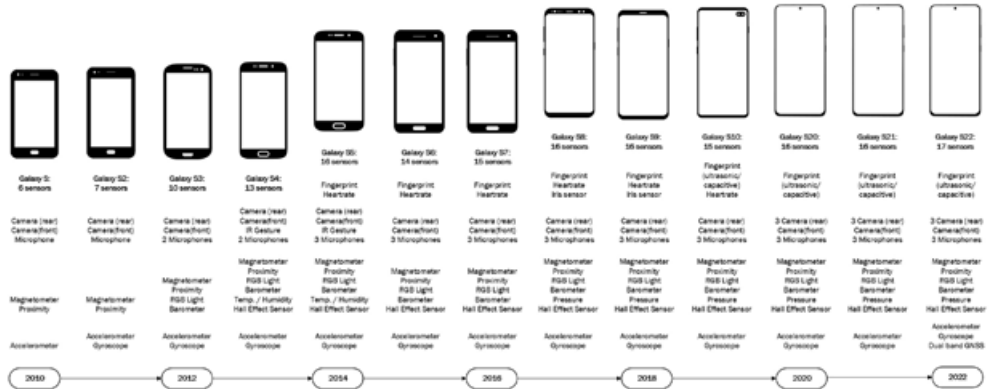 Galaxy S:
6 sensors
Camera (rear)
Camera(front)
Microphone
Magnetometer
Proximity
Accelerometer
Galaxy S2:
7 sensors
Camera (rear)
Camera(front)
Microphone
Magnetometer
Proximity
Accelerometer
Gyroscope
Galaxy S3:
10 sensors
Camera (rear)
Camera(front)
2 Microphones
Magnetometer
Proximity
RGB Light
Barometer
Accelerometer
Gyroscope
Galaxy S4:
13 sensors
Camera (rear)
Camera(front)
IR Gesture
2 Microphones
Magnetometer
Proximity
RGB Light
Barometer
Temp. / Humidity
Hall Effect Sensor
Accelerometer
Gyroscope
Galaxy S5:
16 sensors
Fingerprint
Heartrate
Camera (rear)
Camera(front)
IR Gesture
3 Microphones
Magnetometer
Proximity
RGB Light
Barometer
Temp. / Humidity
Hall Effect Sensor
Accelerometer
Gyroscope
Galaxy S6:
14 sensors
Fingerprint
Heartrate
Camera (rear)
Camera(front)
3 Microphones
Magnetometer
Proximity
RGB Light
Barometer
Hall Effect Sensor
Accelerometer
Gyroscope
Galaxy S7:
15 sensors
Fingerprint
Heartrate
Camera (rear)
Camera(front)
3 Microphones
Magnetometer
Proximity
RGB Light
Barometer
Hall Effect Sensor
Accelerometer
Gyroscope
Galaxy S8:
16 sensors
Fingerprint
Heartrate
Iris sensor
Camera (rear)
Camera(front)
3 Microphones
Magnetometer
Proximity
RGB Light
Barometer
Pressure
Hall Effect Sensor
Accelerometer
Gyroscope
Galaxy S9:
16 sensors
Fingerprint
Heartrate
Iris sensor
Camera (rear)
Camera(front)
3 Microphones
Magnetometer
Proximity
RGB Light
Barometer
Pressure
Hall Effect Sensor
Accelerometer
Gyroscope
Galaxy S10:
15 sensors
Fingerprint
(ultrasonic/
capacitive)
Heartrate
Camera (rear)
Camera(front)
3 Microphones
Magnetometer
Proximity
RGB Light
Barometer
Pressure
Hall Effect Sensor
Accelerometer
Gyroscope
Galaxy S20:
16 sensors
Fingerprint
(ultrasonic/
capacitive)
3 Camera (rear)
Camera(front)
3 Microphones
Magnetometer
Proximity
RGB Light
Barometer
Pressure
Hall Effect Sensor
Accelerometer
Gyroscope
Galaxy S21:
16 sensors
Fingerprint
(ultrasonic/
capacitive)
3 Camera (rear)
Camera(front)
3 Microphones
Magnetometer
Proximity
RGB Light
Barometer
Pressure
Hall Effect Sensor
Accelerometer
Gyroscope
Galaxy S22:
17 sensors
Fingerprint
(ultrasonic/
capacitive)
3 Camera (rear)
Camera(front)
3 Microphones
Magnetometer
Proximity
RGB Light
Barometer
Pressure
Hall Effect Sensor
Accelerometer
Gyroscope
Dual band GNSS
2010
2012
2014
2016
2018
2020
2022